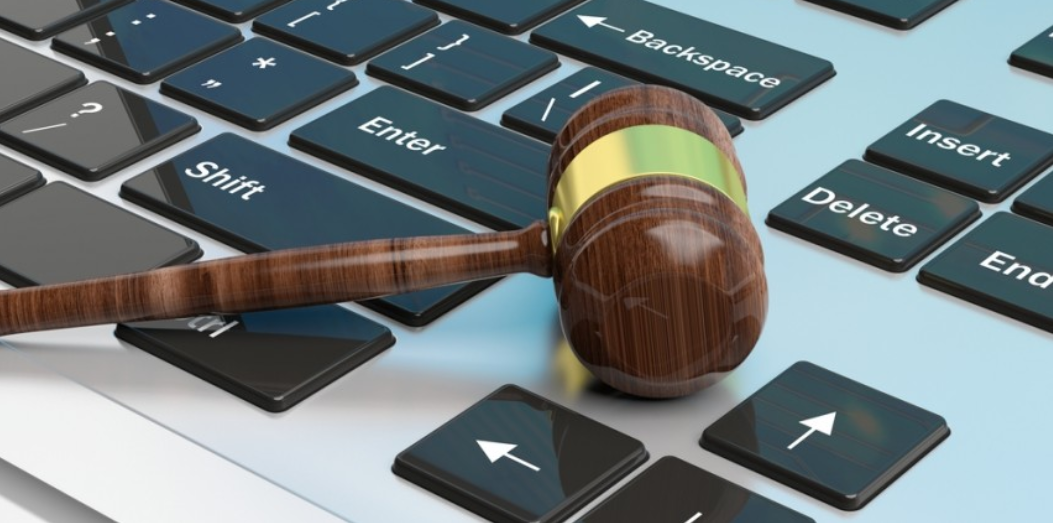 Backspace
Enter
Shift
Insert
Delete
End
{
[
}
]
:
;
*
"
?
/
|
\